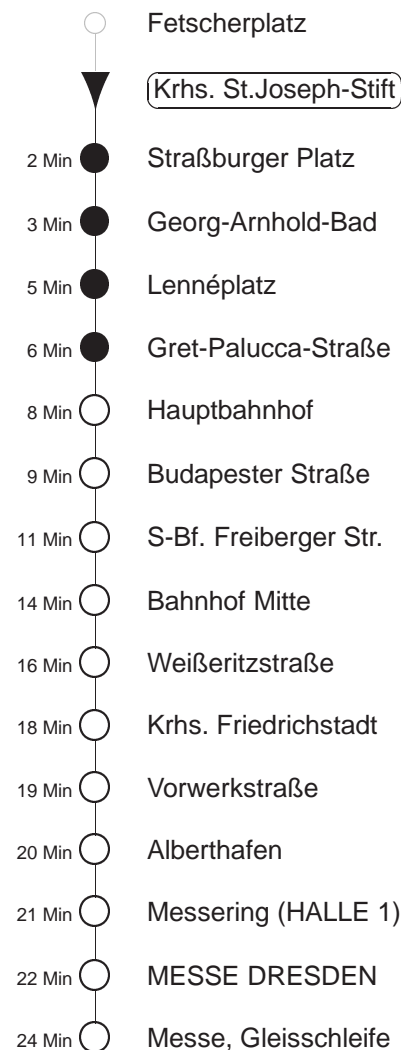 Fetscherplatz
Krhs. St.Joseph-Stift
2 Min Straßburger Platz
3 Min Georg-Arnhold-Bad
5 Min Lennéplatz
6 Min Gret-Palucca-Straße
8 Min Hauptbahnhof
9 Min Budapester Straße
11 Min S-Bf. Freiberger Str.
14 Min Bahnhof Mitte
16 Min Weißeritzstraße
18 Min Krhs. Friedrichstadt
19 Min Vorwerkstraße
20 Min Alberthafen
21 Min Messering (HALLE 1)
22 Min MESSE DRESDEN
24 Min Messe, Gleisschleife